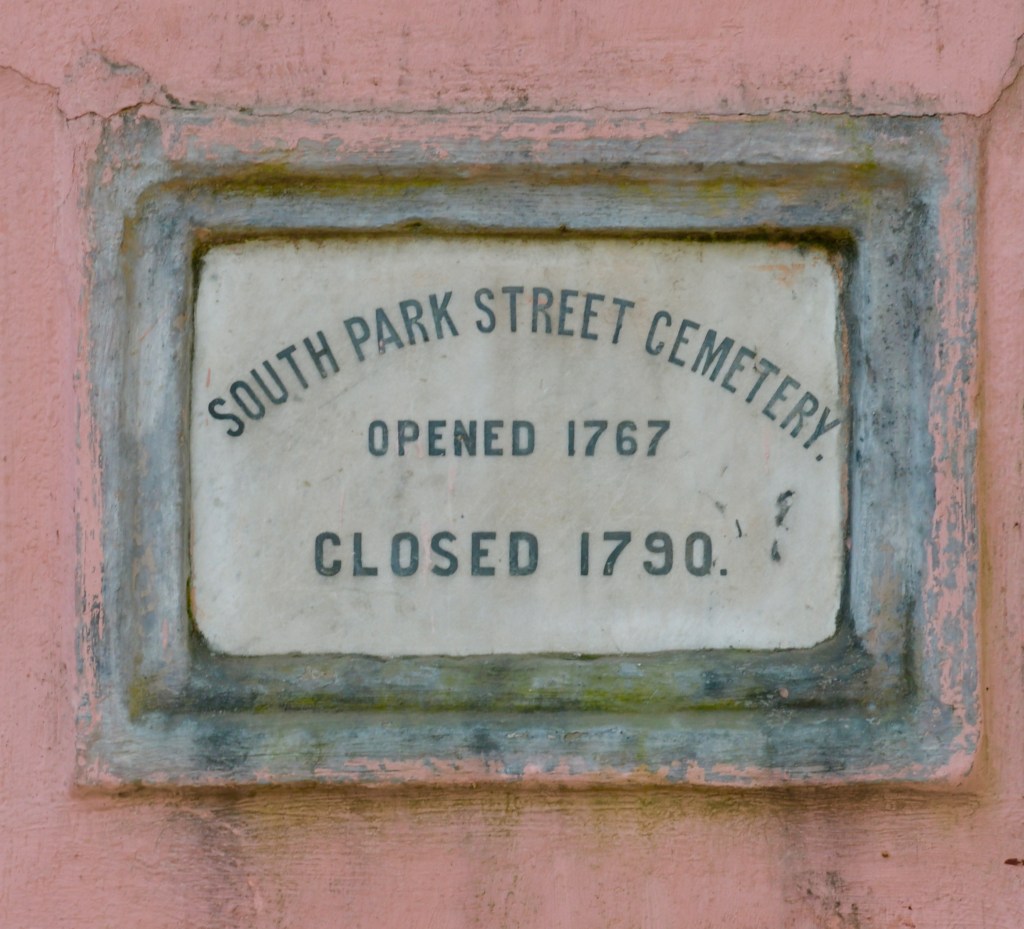 SOUTH PARK STREET CEMETERY.
OPENED 1767
CLOSED 1790.